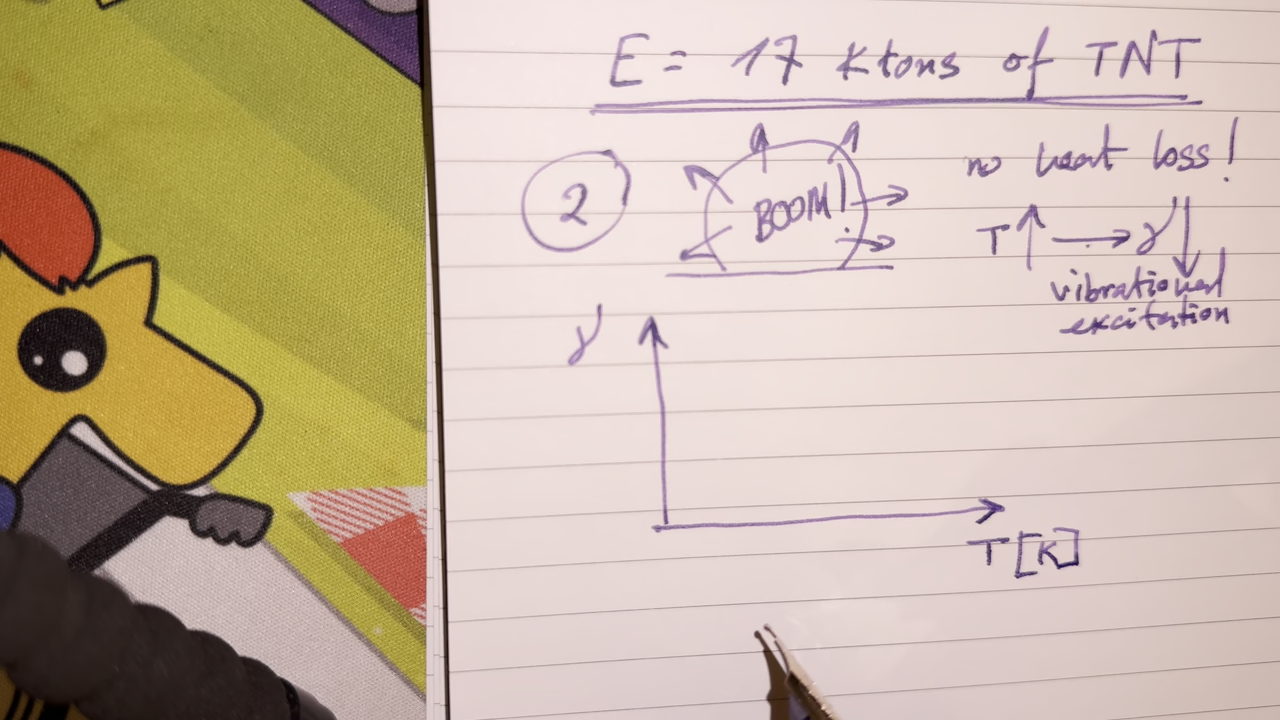 E = 17 ktons of TNT
2
BOOM!
no heat loss!
T↑ → γ↓
vibrational
excitation
γ
T [K]